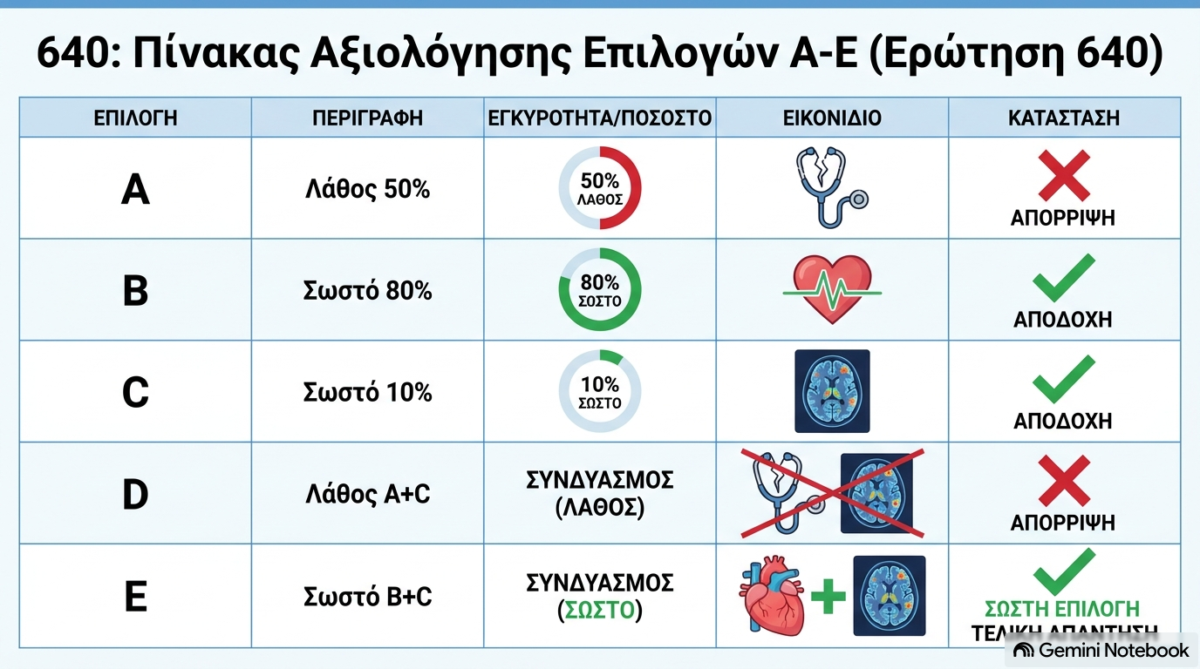 640: Πίνακας Αξιολόγησης Επιλογών Α-Ε (Ερώτηση 640)
ΕΠΙΛΟΓΗ ΠΕΡΙΓΡΑΦΗ ΕΓΚΥΡΟΤΗΤΑ/ΠΟΣΟΣΤΟ ΕΙΚΟΝΙΔΙΟ ΚΑΤΑΣΤΑΣΗ
A
Λάθος 50%
50%
ΛΑΘΟΣ
ΑΠΟΡΡΙΨΗ
B
Σωστό 80%
80%
ΣΩΣΤΟ
ΑΠΟΔΟΧΗ
C
Σωστό 10%
10%
ΣΩΣΤΟ
ΑΠΟΔΟΧΗ
D
Λάθος A+C
ΣΥΝΔΥΑΣΜΟΣ
(ΛΑΘΟΣ)
ΑΠΟΡΡΙΨΗ
E
Σωστό B+C
ΣΥΝΔΥΑΣΜΟΣ
(ΣΩΣΤΟ)
ΣΩΣΤΗ ΕΠΙΛΟΓΗ
ΤΕΛΙΚΗ ΑΠΑΝΤΗΣΗ
Gemini Notebook